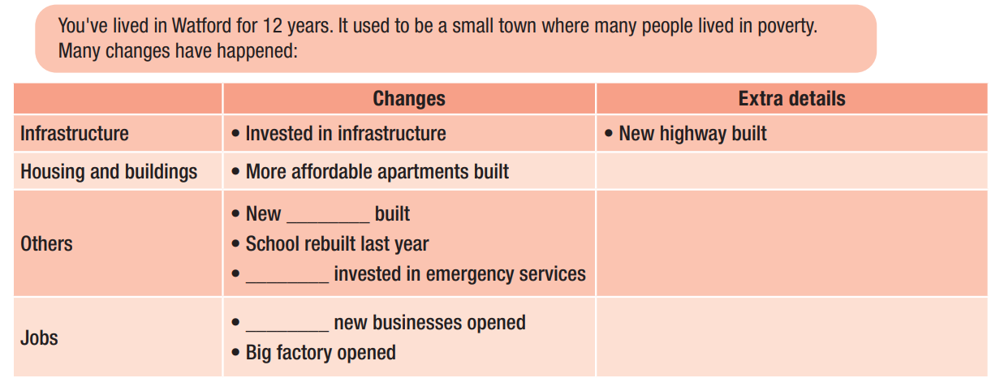 You've lived in Watford for 12 years. It used to be a small town where many people lived in poverty.
Many changes have happened:
Changes
Extra details
Infrastructure
• Invested in infrastructure
• New highway built
Housing and buildings
• More affordable apartments built
Others
• New ________ built
• School rebuilt last year
• ________ invested in emergency services
Jobs
• ________ new businesses opened
• Big factory opened